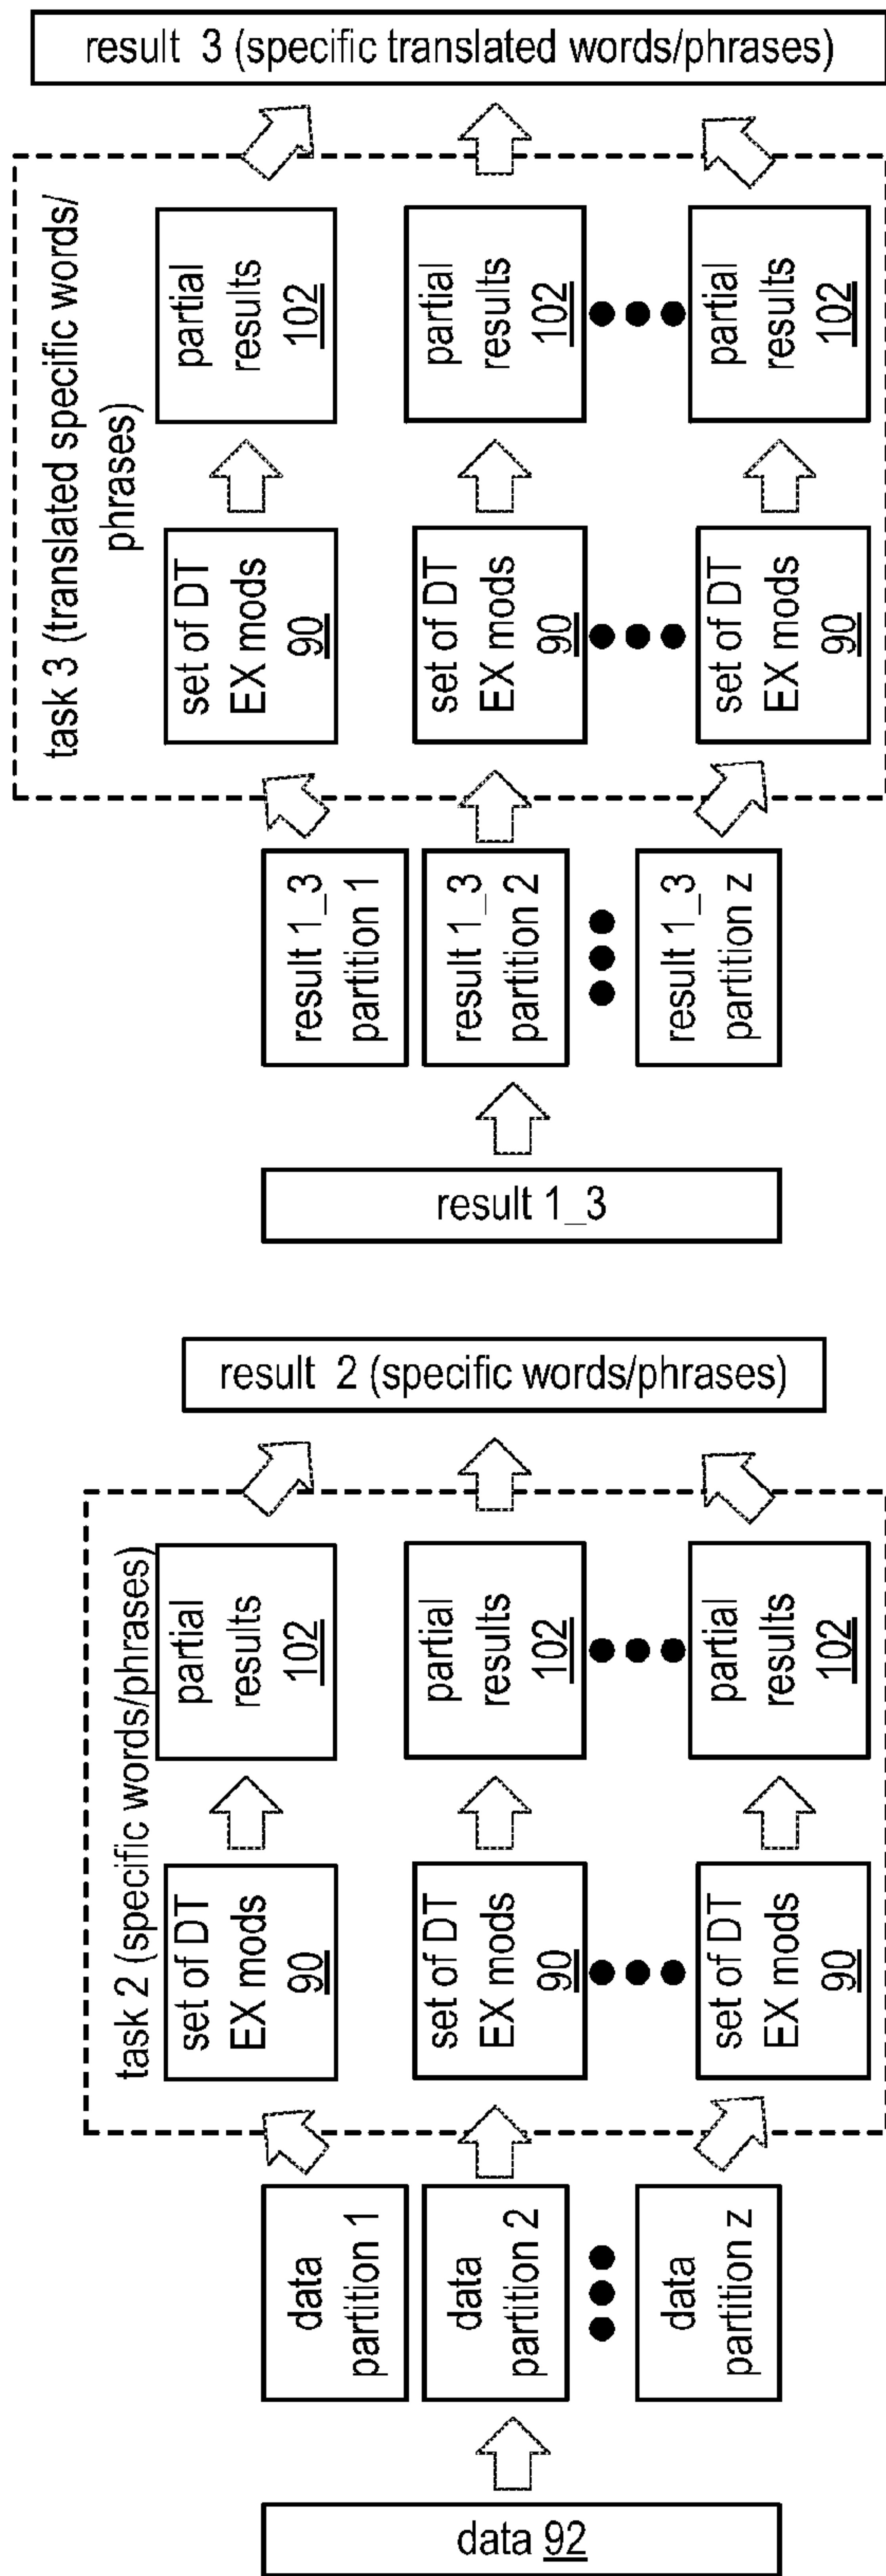 data 92
data
partition 1
data
partition 2
data
partition z
task 2 (specific words/phrases)
set of DT
EX mods
90
set of DT
EX mods
90
set of DT
EX mods
90
partial
results
102
partial
results
102
partial
results
102
result 2 (specific words/phrases)
result 1_3
result 1_3
partition 1
result 1_3
partition 2
result 1_3
partition z
task 3 (translated specific words/
phrases)
set of DT
EX mods
90
set of DT
EX mods
90
set of DT
EX mods
90
partial
results
102
partial
results
102
partial
results
102
result 3 (specific translated words/phrases)